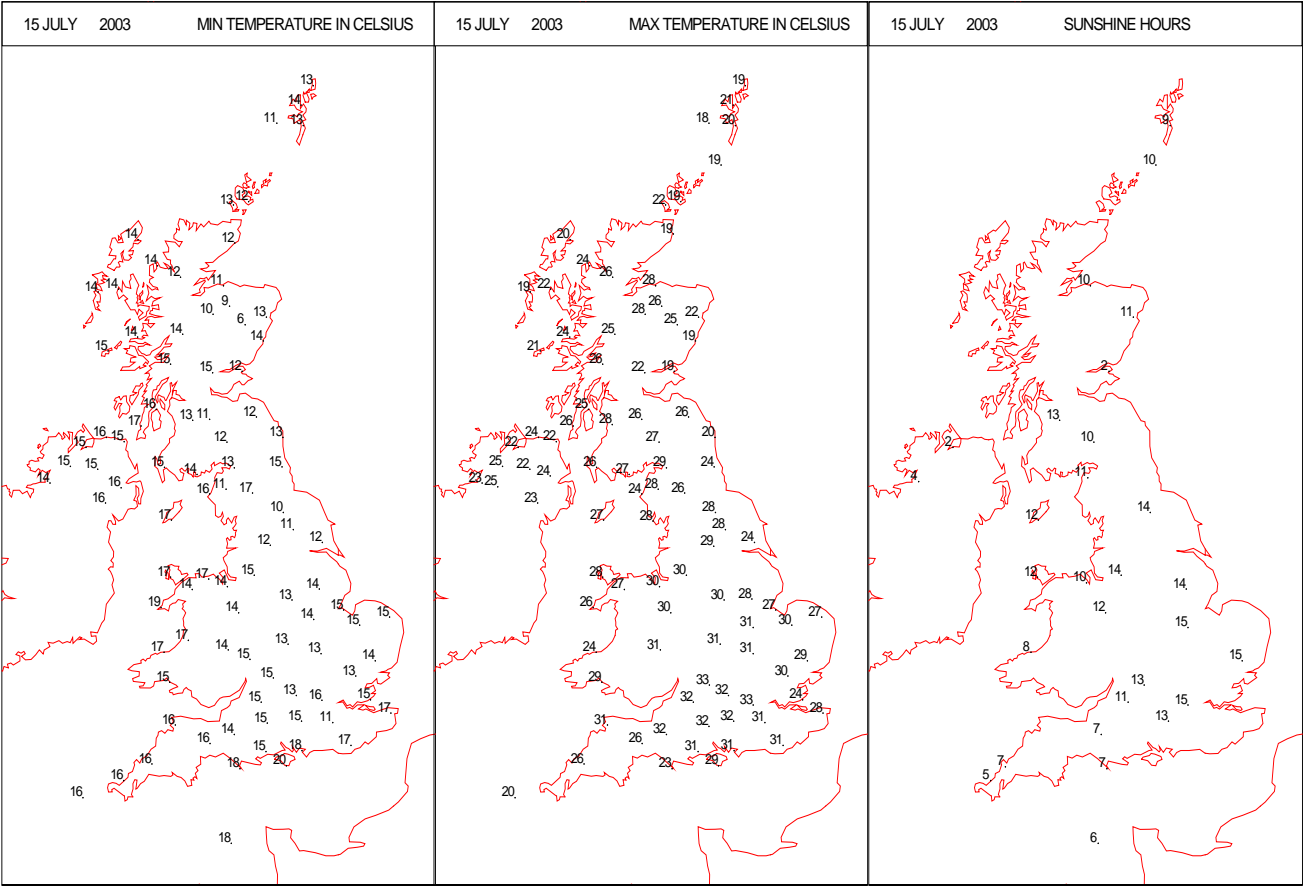 15 JULY 2003 MIN TEMPERATURE IN CELSIUS
13
14
11 13
13 12
14 12
14
12 11
14 14
9
10 13
6
14 14 14
15
15 15 12
16
17 13 11 12
16 15 12 13
15
15 15 15 14 13 15
14 16 11
16 16 17
17 10
11
12 12
17 17 15
14 14 14
13
19 14 14 15 15
15
17 13
17 14 13
15 14
15 15 13
13 16 15
15 17
16 15 15 11
14
16 15 18 17
16 18 20
16
16
18
15 JULY 2003 MAX TEMPERATURE IN CELSIUS
19
21
18 20
19
22 19
20 19
24
26 28
19 22
26
28 22
25
24 25 19
21
26 22 19
25
26 28 26 26
22 24 22 27 20
25 22 26 27 29 24
23 25 24
28
23 24 26
27 28 28
28
29 24
28 27 30 30
30 28
26 30 27 27
31 30
24 31 31 31
29
29 33 30
32 32 33 24
28
31 32 32 32 31
26 31 31 31
26 23 29
20
15 JULY 2003 SUNSHINE HOURS
9
10
10
11
2
13
2 10
4 11
12 14
12 10 14
14
12
15
8 15
13
11 15
13
7
7 7
5
6